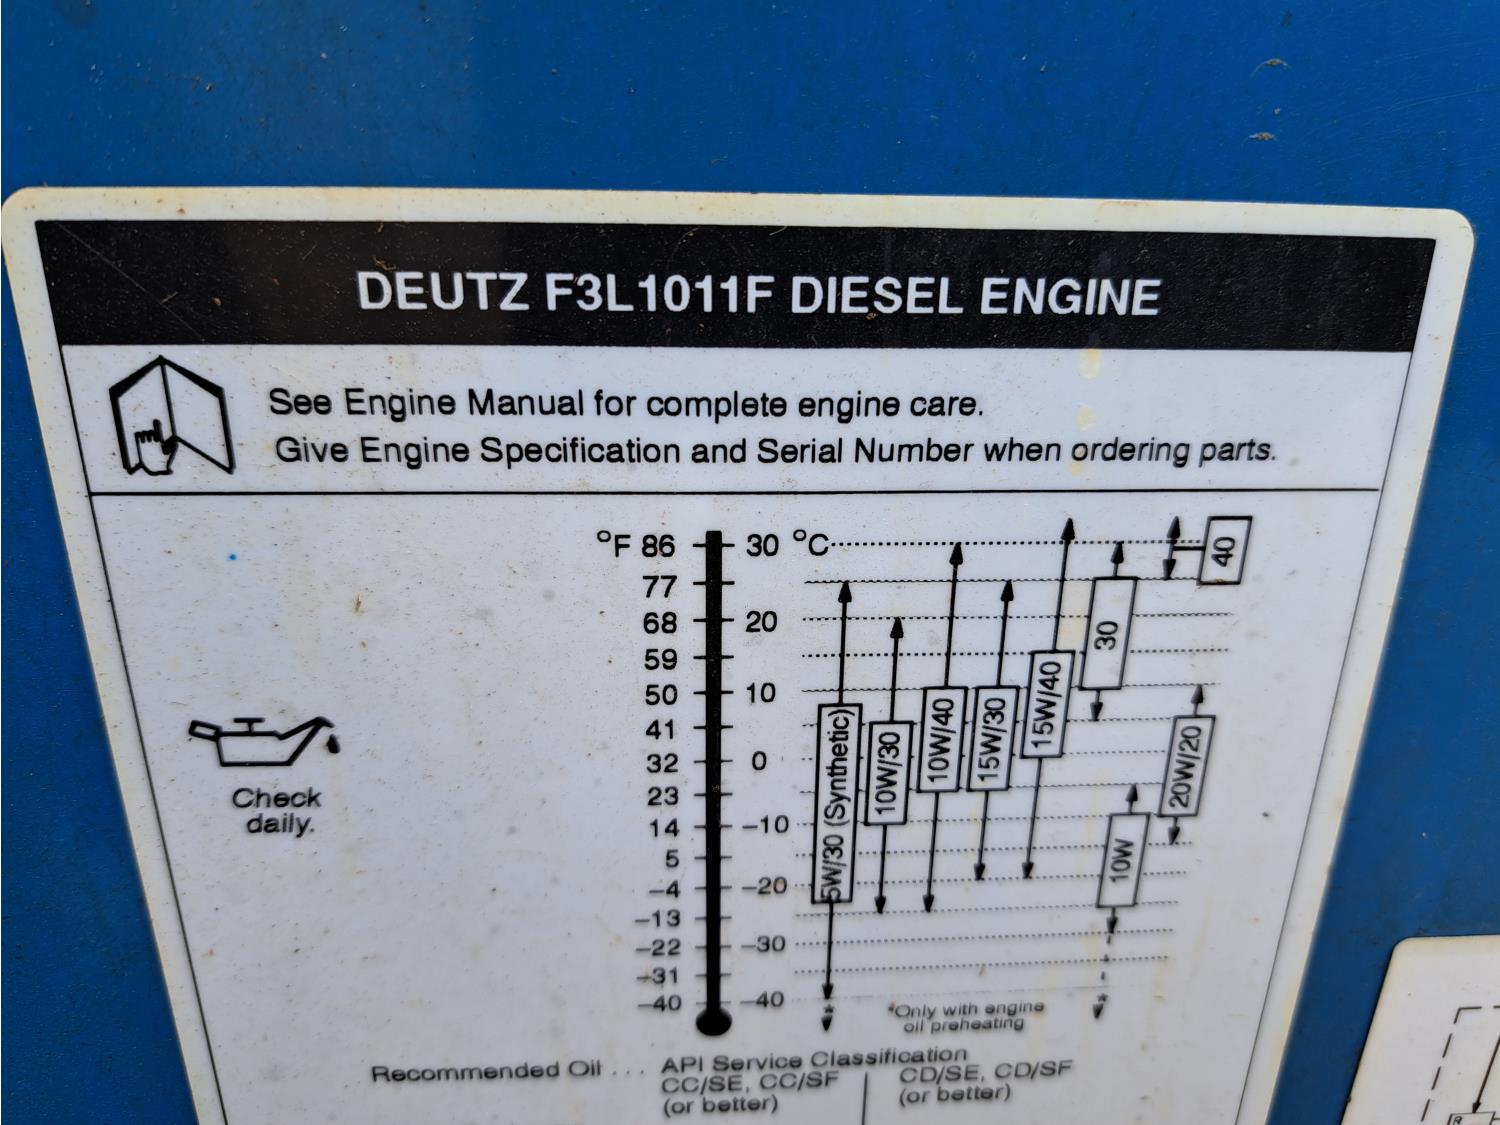 DEUTZ F3L1011F DIESEL ENGINE
See Engine Manual for complete engine care.
Give Engine Specification and Serial Number when ordering parts.
°F 86 30 °C
77
68 20
59
50 10
41
32 0
23
14 –10
5
–4 –20
–13
–22 –30
–31
–40 –40
5W/30 (Synthetic)
10W/30
10W/40
15W/30
15W/40
30
40
20W/20
10W
*
*
Check
daily.
*Only with engine
oil preheating
Recommended Oil . . . API Service Classification
CC/SE, CC/SF CD/SE, CD/SF
(or better) (or better)
R